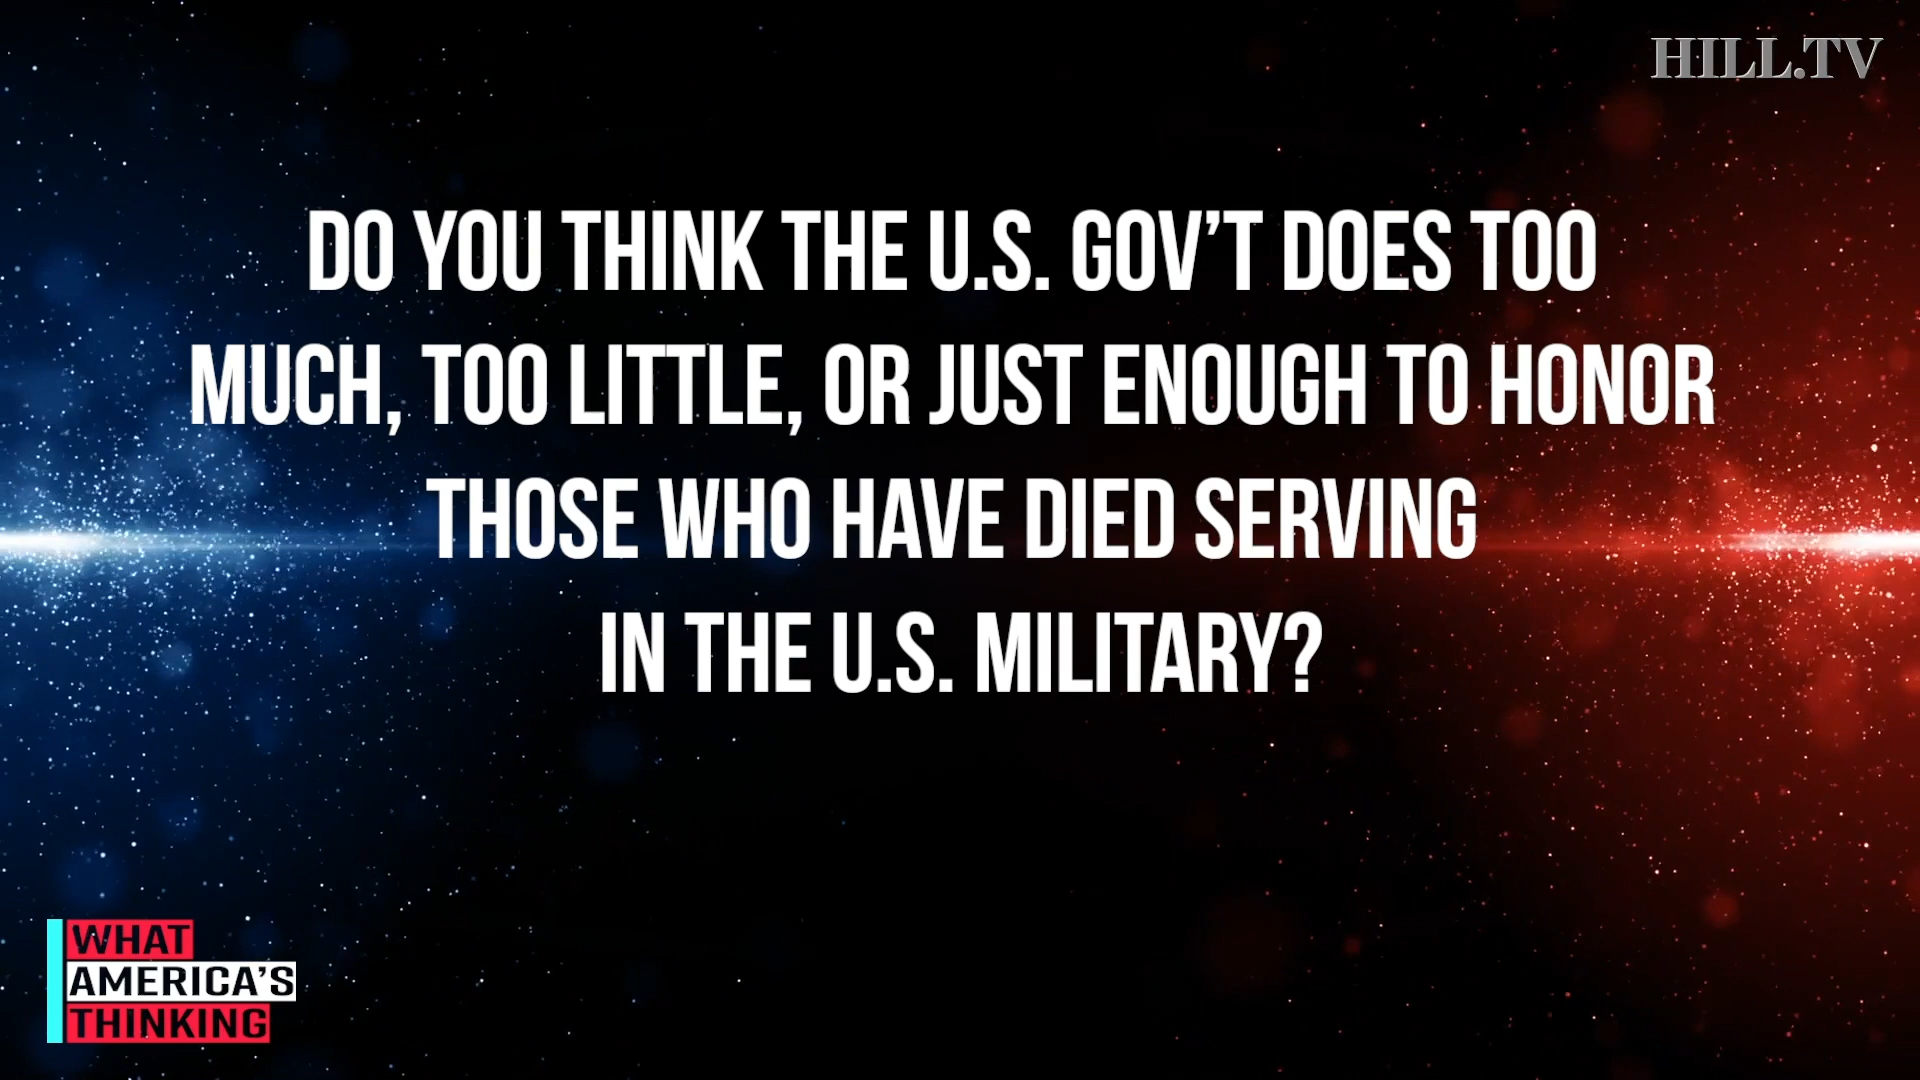 HILL.TV
DO YOU THINK THE U.S. GOV'T DOES TOO
MUCH, TOO LITTLE, OR JUST ENOUGH TO HONOR
THOSE WHO HAVE DIED SERVING
IN THE U.S. MILITARY?
WHAT
AMERICA'S
THINKING